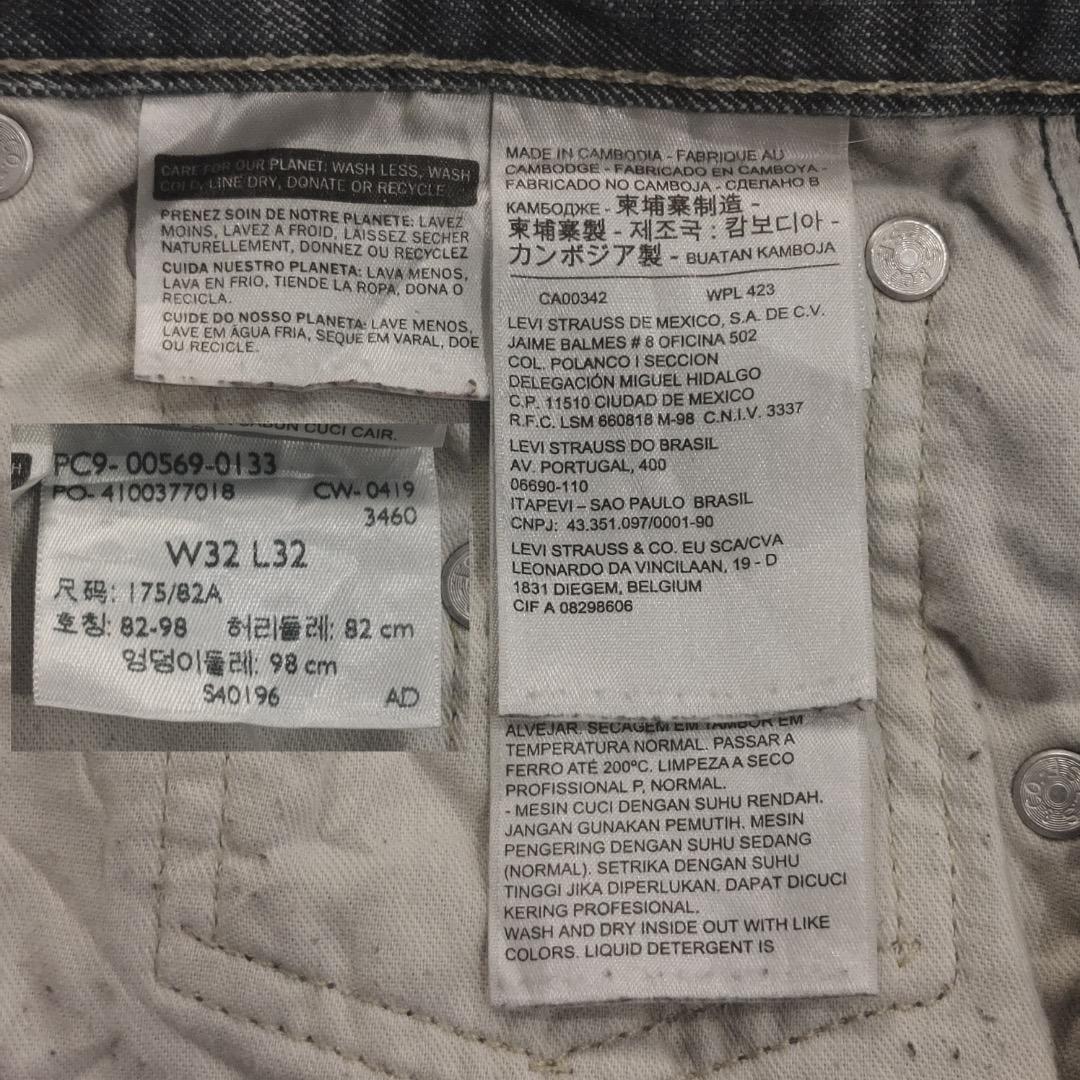 CARE FOR OUR PLANET: WASH LESS, WASH
COLD, LINE DRY, DONATE OR RECYCLE
PRENEZ SOIN DE NOTRE PLANETE: LAVEZ
MOINS, LAVEZ A FROID, LAISSEZ SECHER
NATURELLEMENT, DONNEZ OU RECYCLEZ
CUIDA NUESTRO PLANETA: LAVA MENOS,
LAVA EN FRIO, TIENDE LA ROPA, DONA O
RECICLA.
CUIDE DO NOSSO PLANETA: LAVE MENOS,
LAVE EM ÁGUA FRIA, SEQUE EM VARAL, DOE
OU RECICLE.
MADE IN CAMBODIA - FABRIQUE AU
CAMBODGE - FABRICADO EN CAMBOYA -
FABRICADO NO CAMBOJA - СДЕЛАНО В
КАМБОДЖЕ - 柬埔寨制造 -
柬埔寨製 - 제조국 : 캄보디아 -
カンボジア製 - BUATAN KAMBOJA
CA00342 WPL 423
LEVI STRAUSS DE MEXICO, S.A. DE C.V.
JAIME BALMES # 8 OFICINA 502
COL. POLANCO I SECCION
DELEGACIÓN MIGUEL HIDALGO
C.P. 11510 CIUDAD DE MEXICO
R.F.C. LSM 660818 M-98 C.N.I.V. 3337
LEVI STRAUSS DO BRASIL
AV. PORTUGAL, 400
06690-110
ITAPEVI – SAO PAULO BRASIL
CNPJ: 43.351.097/0001-90
LEVI STRAUSS & CO. EU SCA/CVA
LEONARDO DA VINCILAAN, 19 - D
1831 DIEGEM, BELGIUM
CIF A 08298606
CUCI CAIR.
PC9- 00569-0133
PO- 4100377018 CW- 0419
3460
W32 L32
尺码: 175/82A
호칭: 82-98 허리둘레: 82 cm
엉덩이둘레: 98 cm
S40196 AD
ALVEJAR. SECAGEM EM TAMBOR EM
TEMPERATURA NORMAL. PASSAR A
FERRO ATÉ 200ºC. LIMPEZA A SECO
PROFISSIONAL P, NORMAL.
- MESIN CUCI DENGAN SUHU RENDAH.
JANGAN GUNAKAN PEMUTIH. MESIN
PENGERING DENGAN SUHU SEDANG
(NORMAL). SETRIKA DENGAN SUHU
TINGGI JIKA DIPERLUKAN. DAPAT DICUCI
KERING PROFESIONAL.
WASH AND DRY INSIDE OUT WITH LIKE
COLORS. LIQUID DETERGENT IS